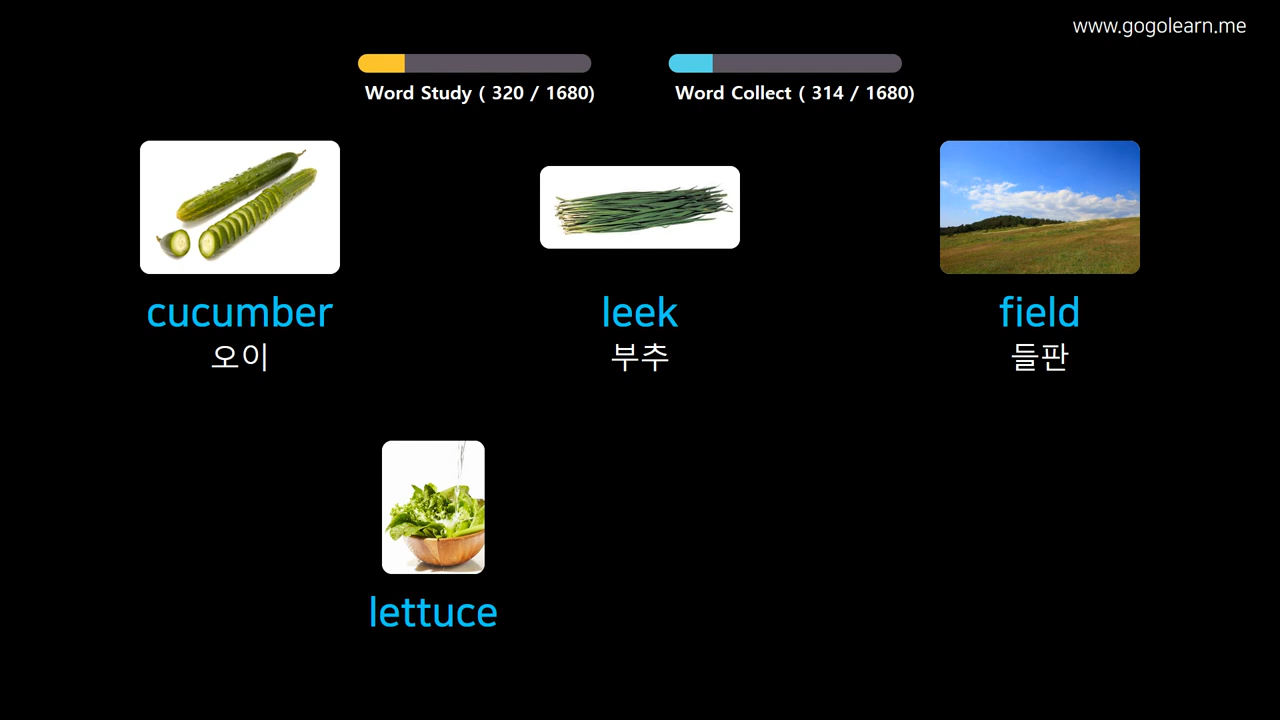 www.gogolearn.me
Word Study ( 320 / 1680)
Word Collect ( 314 / 1680)
cucumber
오이
leek
부추
field
들판
lettuce